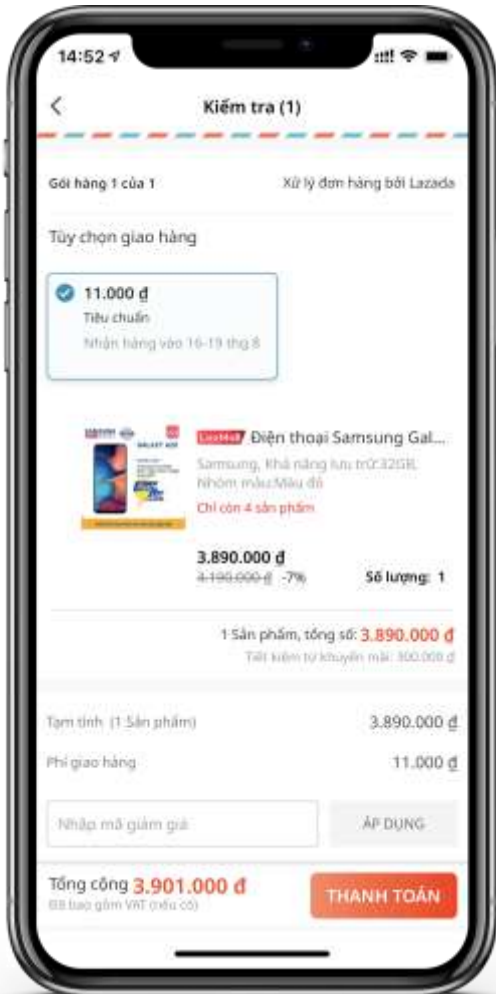 14:52
Kiểm tra (1)
Gói hàng 1 của 1
Xử lý đơn hàng bởi Lazada
Tùy chọn giao hàng
11.000 đ
Tiêu chuẩn
Nhận hàng vào 16-19 thg 8
LazMall Điện thoại Samsung Gal...
Samsung, Khả năng lưu trữ:32GB,
Nhóm màu:Màu đỏ
Chỉ còn 4 sản phẩm
3.890.000 đ
4.190.000 đ -7%
Số lượng: 1
1 Sản phẩm, tổng số: 3.890.000 đ
Tiết kiệm từ khuyến mãi: 300.000 đ
Tạm tính (1 Sản phẩm)
3.890.000 đ
Phí giao hàng
11.000 đ
Nhập mã giảm giá
ÁP DỤNG
Tổng cộng 3.901.000 đ
Đã bao gồm VAT (nếu có)
THANH TOÁN